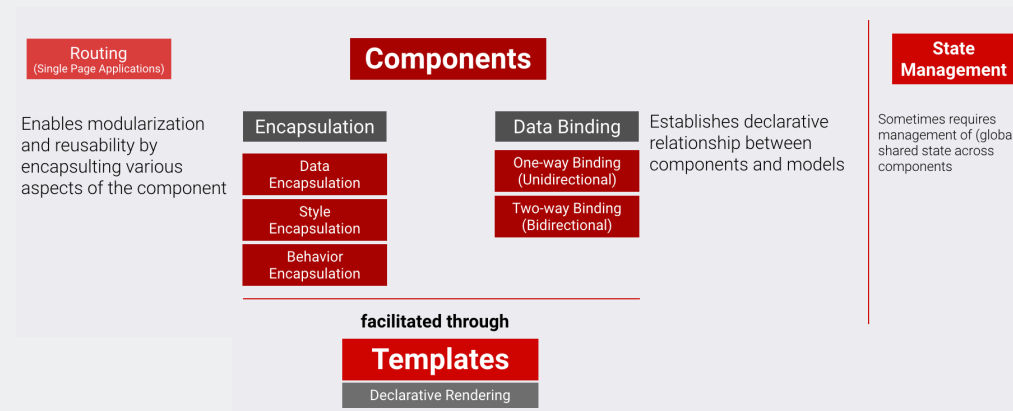 Routing
(Single Page Applications)
Components
State
Management
Enables modularization
and reusability by
encapsulting various
aspects of the component
Encapsulation
Data
Encapsulation
Style
Encapsulation
Behavior
Encapsulation
Data Binding
One-way Binding
(Unidirectional)
Two-way Binding
(Bidirectional)
Establishes declarative
relationship between
components and models
Sometimes requires
management of (globa
shared state across
components
facilitated through
Templates
Declarative Rendering